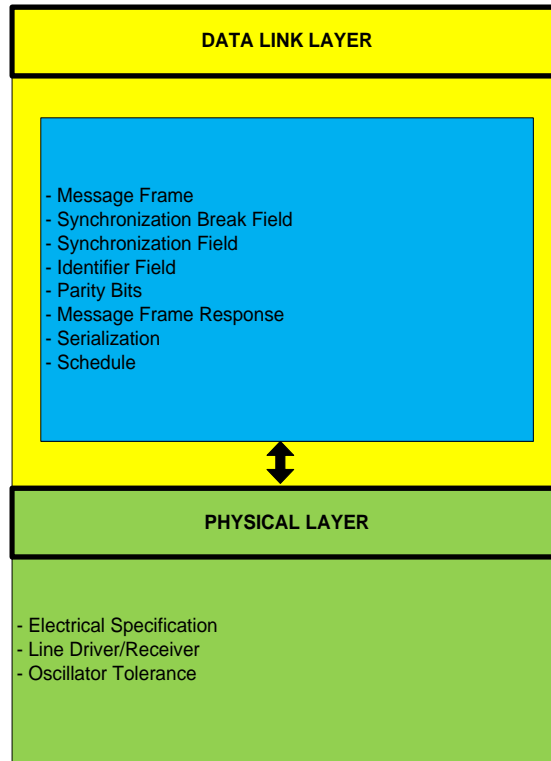 DATA LINK LAYER
- Message Frame
- Synchronization Break Field
- Synchronization Field
- Identifier Field
- Parity Bits
- Message Frame Response
- Serialization
- Schedule
PHYSICAL LAYER
- Electrical Specification
- Line Driver/Receiver
- Oscillator Tolerance